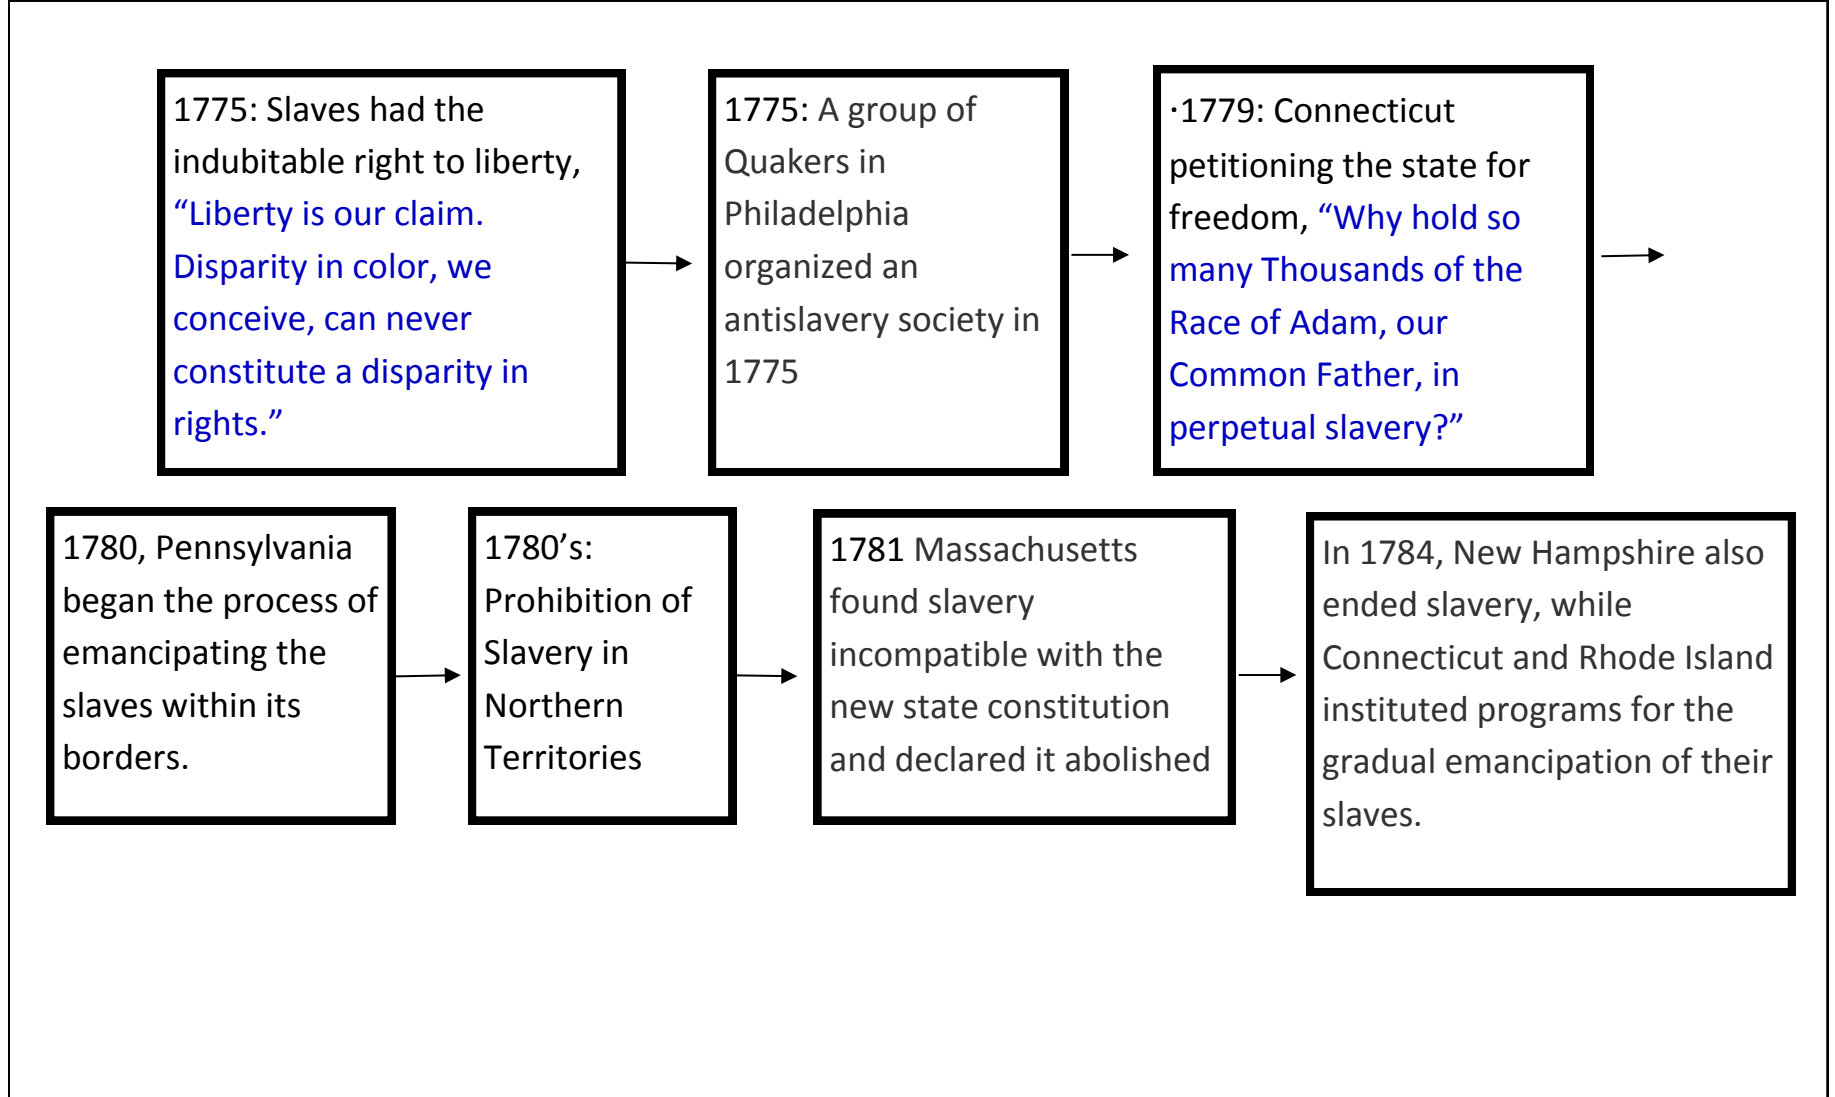 1775: Slaves had the
indubitable right to liberty,
“Liberty is our claim.
Disparity in color, we
conceive, can never
constitute a disparity in
rights.”
1775: A group of
Quakers in
Philadelphia
organized an
antislavery society in
1775
·1779: Connecticut
petitioning the state for
freedom, “Why hold so
many Thousands of the
Race of Adam, our
Common Father, in
perpetual slavery?”
1780, Pennsylvania
began the process of
emancipating the
slaves within its
borders.
1780’s:
Prohibition of
Slavery in
Northern
Territories
1781 Massachusetts
found slavery
incompatible with the
new state constitution
and declared it abolished
In 1784, New Hampshire also
ended slavery, while
Connecticut and Rhode Island
instituted programs for the
gradual emancipation of their
slaves.